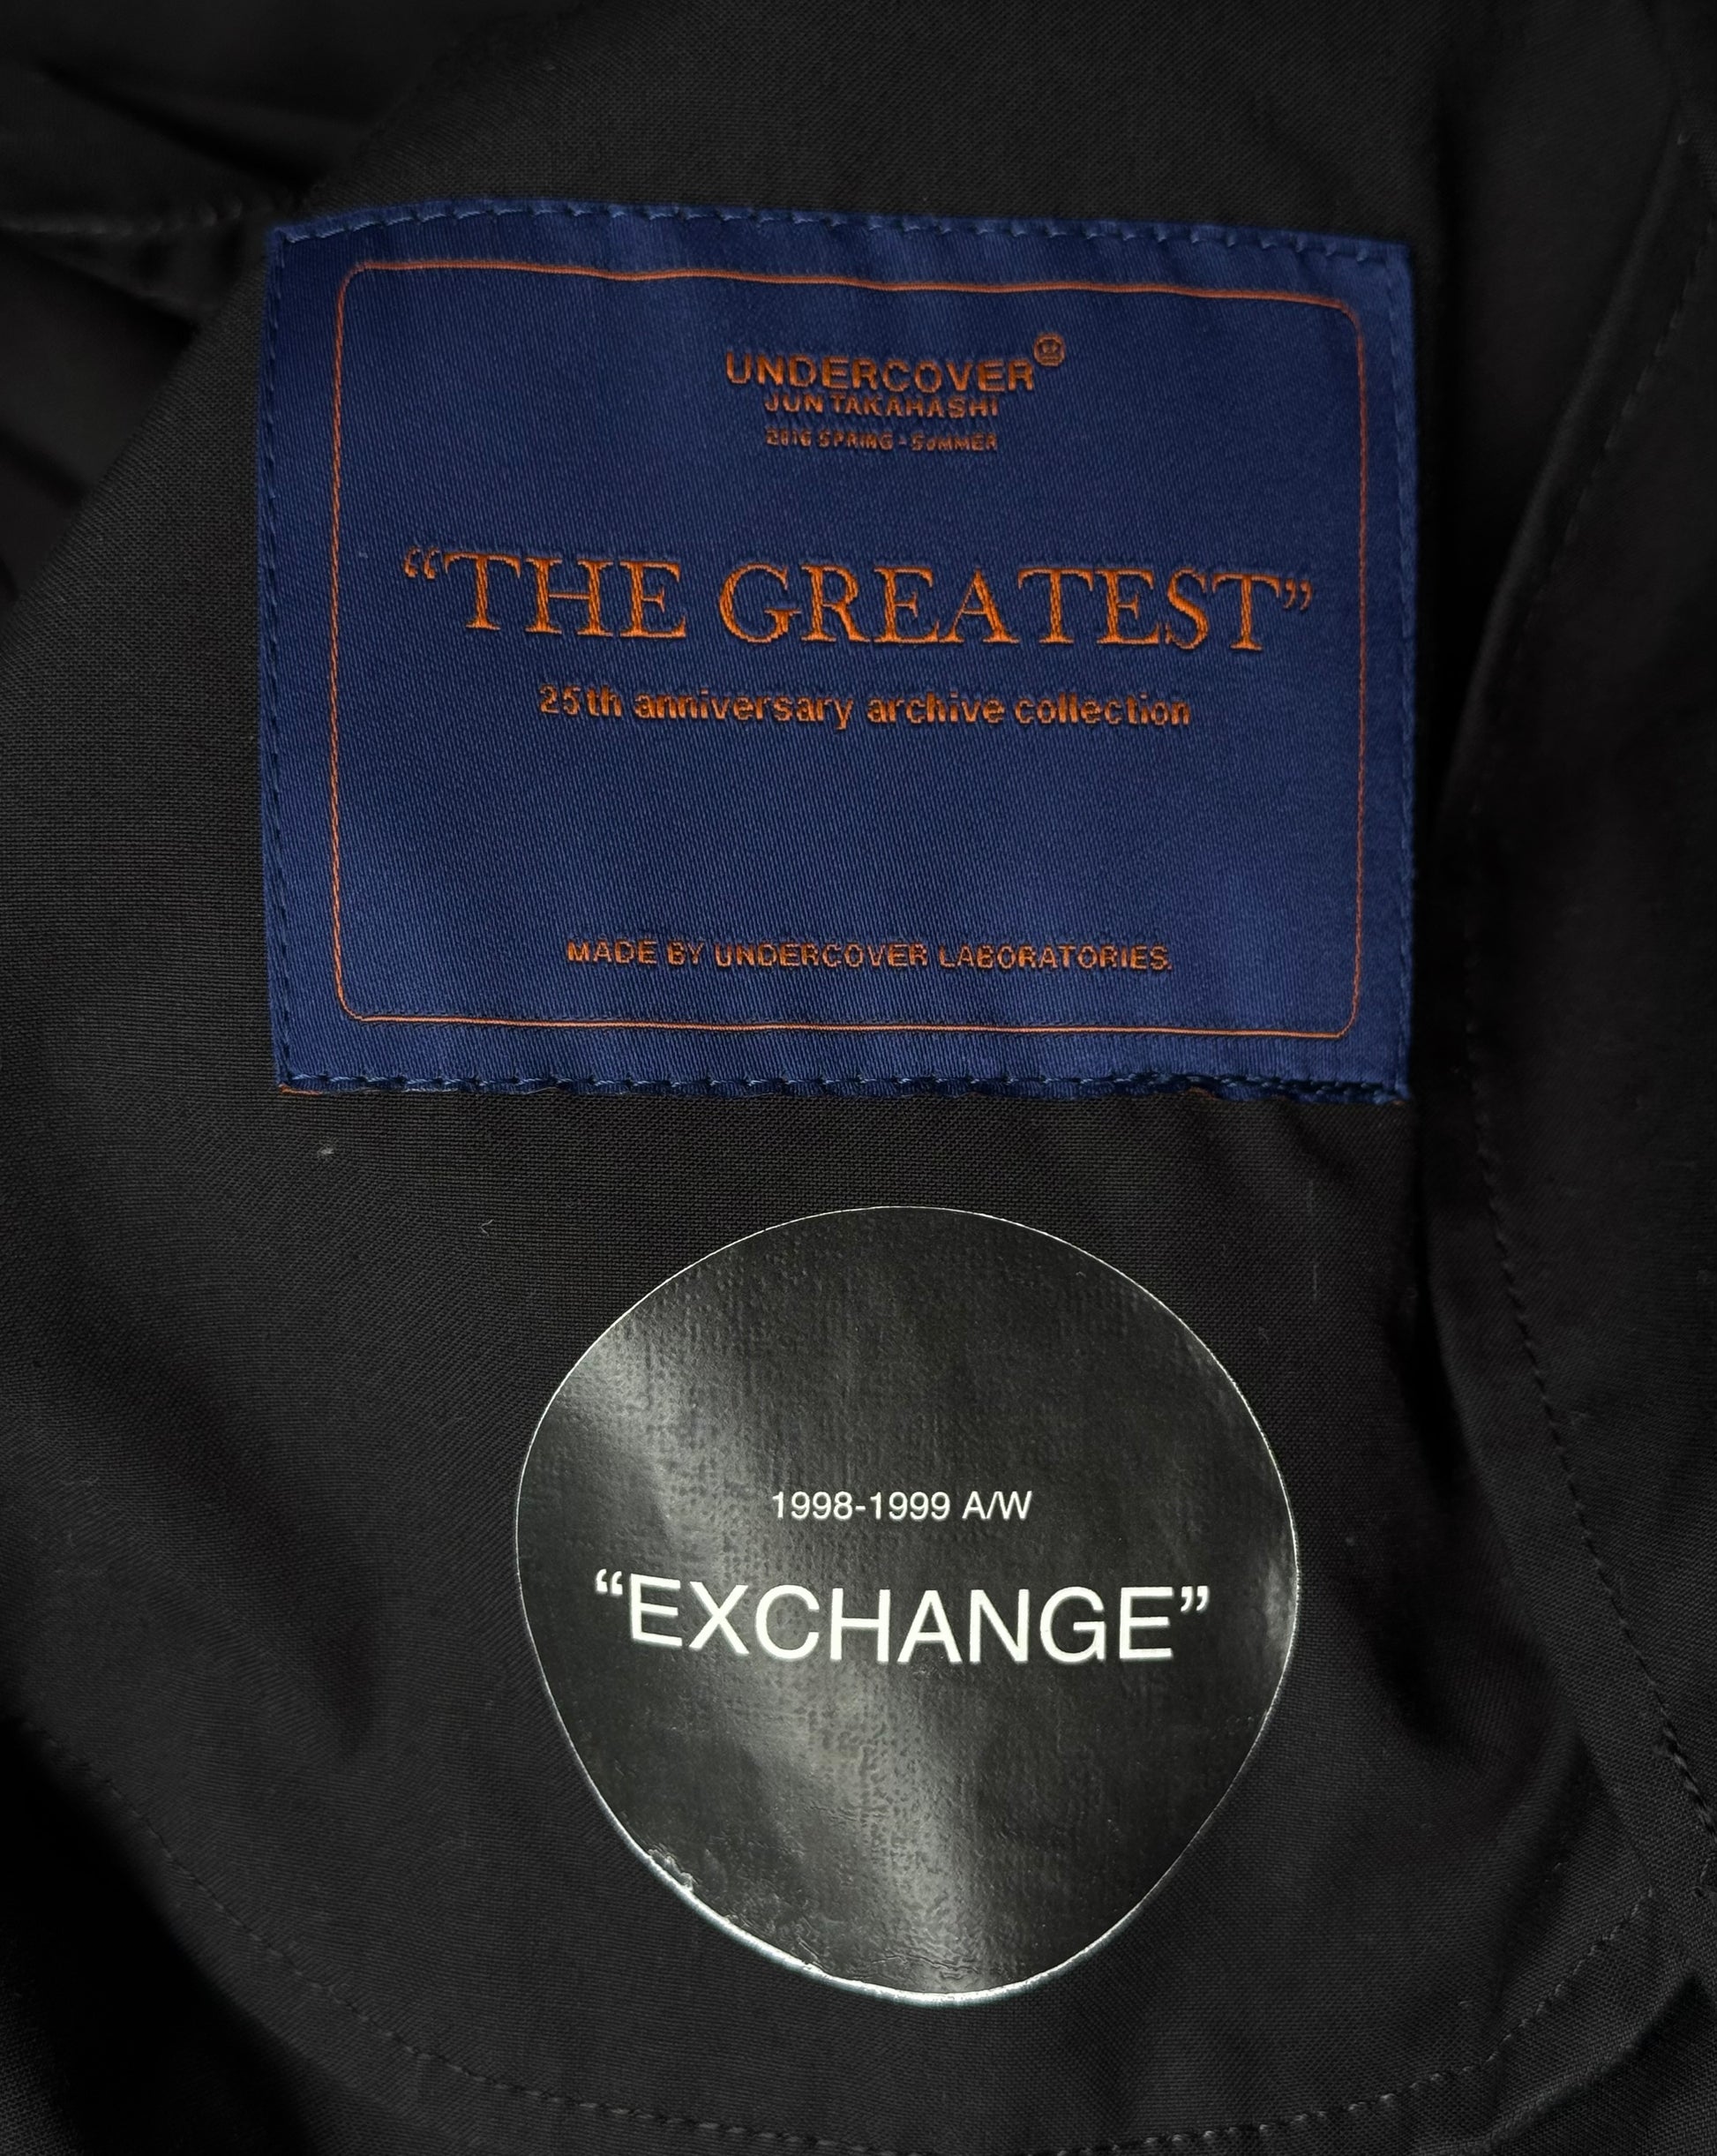 UNDERCOVER
JUN TAKAHASHI
2016 SPRING - SUMMER
“THE GREATEST”
25th anniversary archive collection
MADE BY UNDERCOVER LABORATORIES.
1998-1999 A/W
“EXCHANGE”